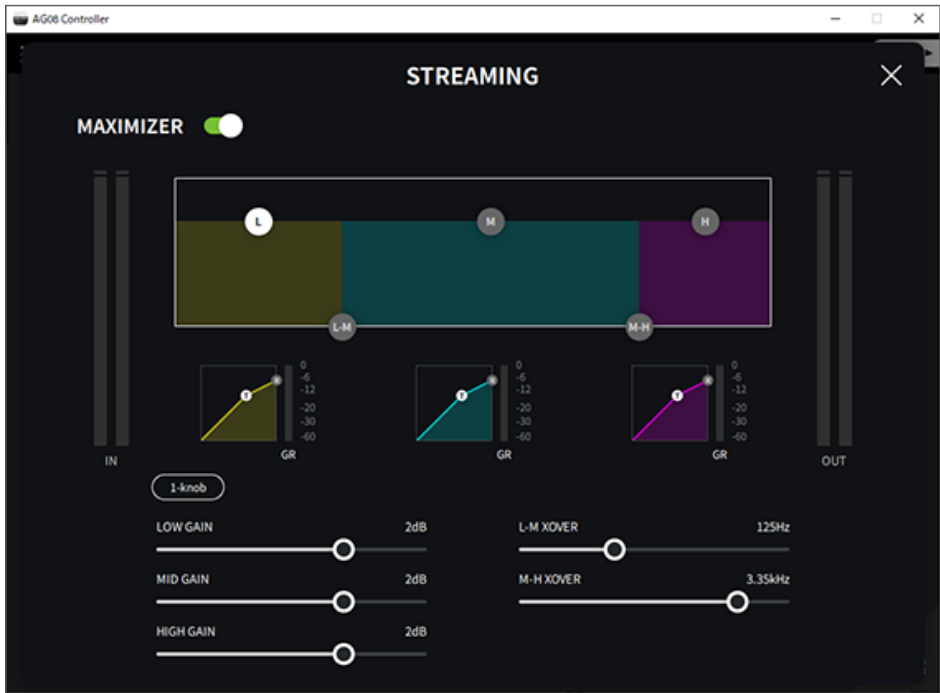 AG08 Controller
STREAMING
MAXIMIZER
L
M
H
L-M
M-H
T
R
0
-6
-12
-20
-30
-60
GR
T
R
0
-6
-12
-20
-30
-60
GR
T
R
0
-6
-12
-20
-30
-60
GR
IN
OUT
1-knob
LOW GAIN 2dB
L-M XOVER 125Hz
MID GAIN 2dB
M-H XOVER 3.35kHz
HIGH GAIN 2dB